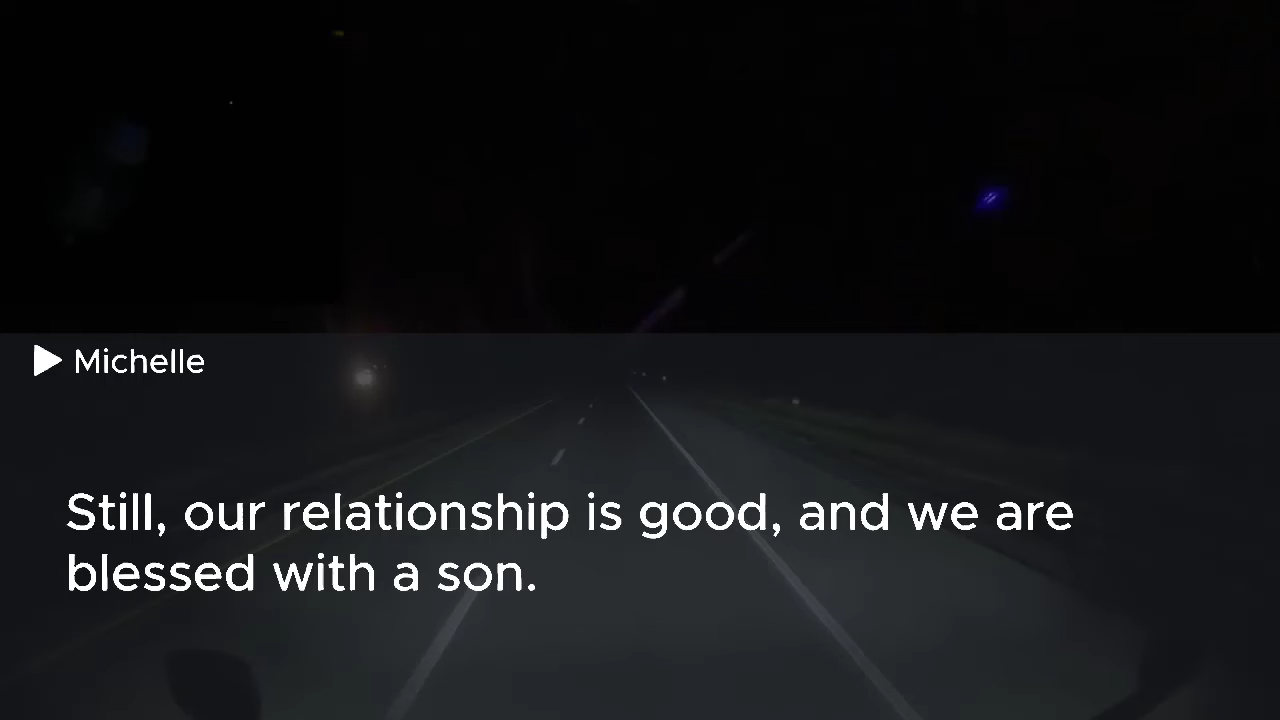 Michelle
Still, our relationship is good, and we are
blessed with a son.